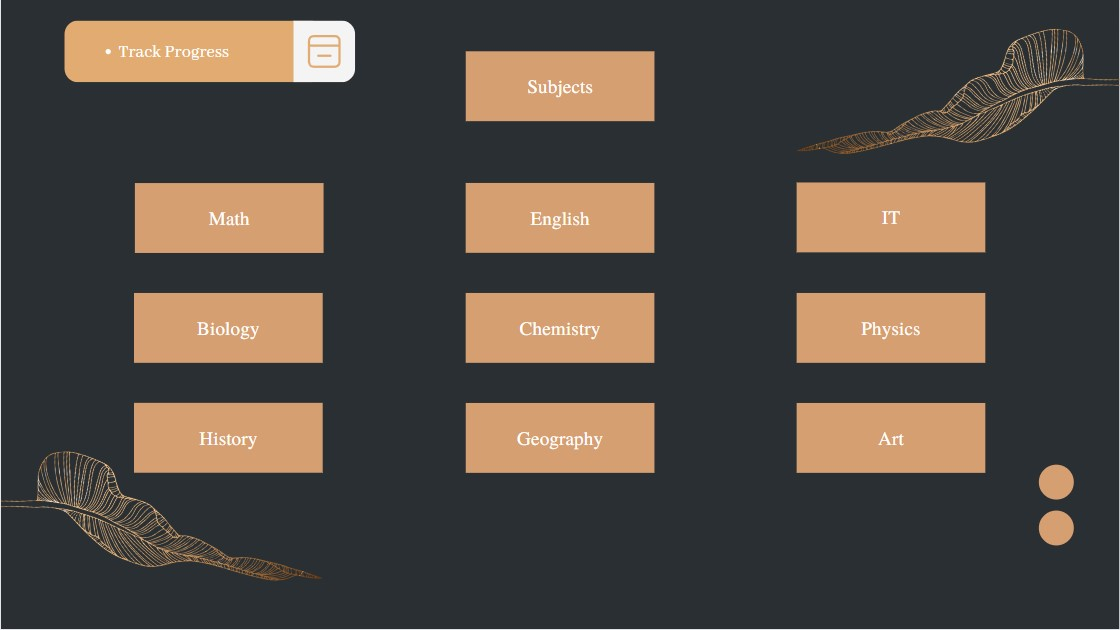 • Track Progress
Subjects
Math
English
IT
Biology
Chemistry
Physics
History
Geography
Art